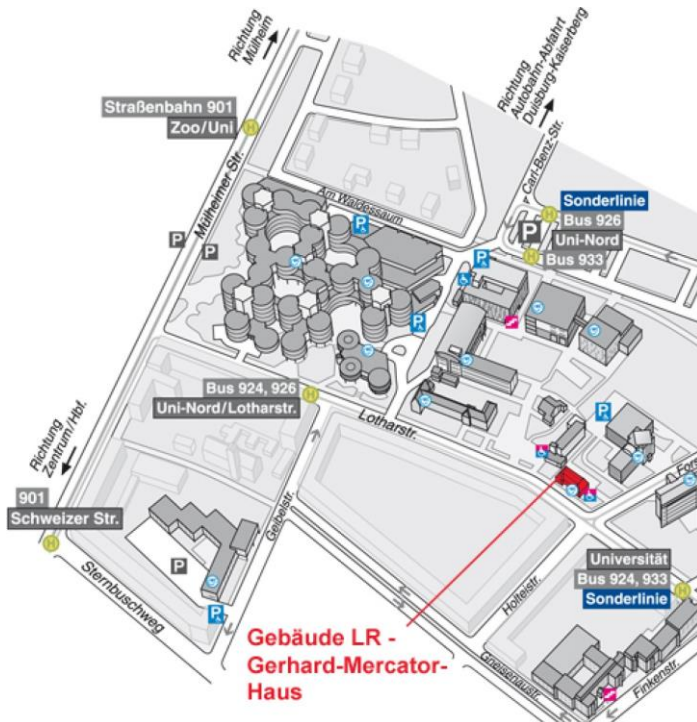 Richtung
Mülheim
Richtung
Autobahn-Abfahrt
Duisburg-Kaiserberg
Straßenbahn 901
Zoo/Uni
Mülheimer Str.
Carl-Benz-Str.
Sonderlinie
Bus 926
Uni-Nord
Bus 933
Am Waldessaum
P
P
P
P
P
P
P
Bus 924, 926
Uni-Nord/Lotharstr.
Lotharstr.
P
Richtung
Zentrum/Hbf.
901
Schweizer Str.
Geibelstr.
P
P
Sternbuschweg
Universität
Bus 924, 933
Sonderlinie
Holteistr.
Gneisenaustr.
Finkenstr.
Gebäude LR -
Gerhard-Mercator-
Haus